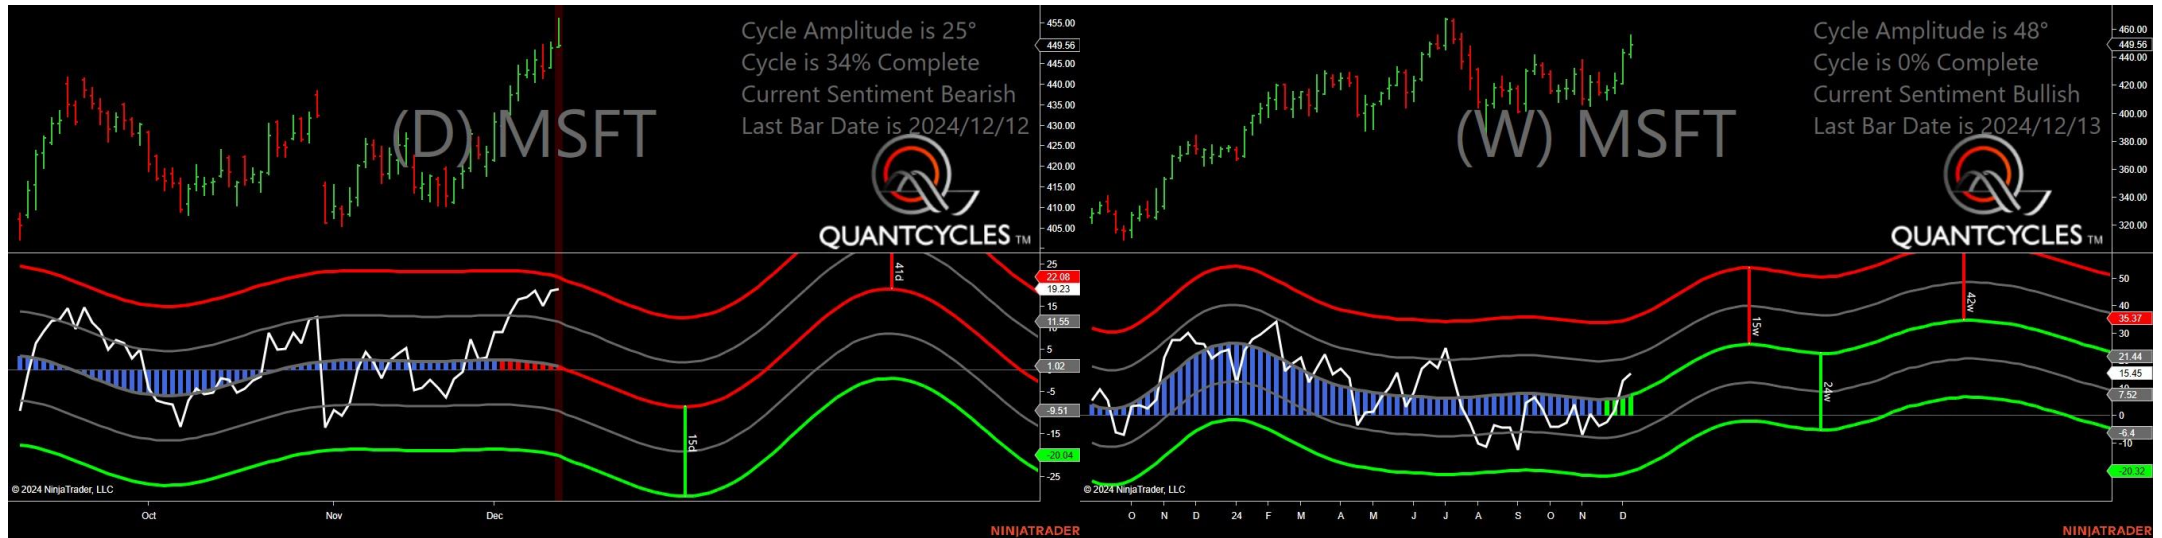 Cycle Amplitude is 25°
Cycle is 34% Complete
Current Sentiment Bearish
Last Bar Date is 2024/12/12
(D) MSFT
QUANTCYCLES TM
455.00
449.56
445.00
440.00
435.00
430.00
425.00
420.00
415.00
410.00
405.00
25
22.08
19.23
15
11.55
5
1.02
-5
-9.51
-15
-20.04
-25
41d
15d
© 2024 NinjaTrader, LLC
Oct Nov Dec
NINJATRADER
Cycle Amplitude is 48°
Cycle is 0% Complete
Current Sentiment Bullish
Last Bar Date is 2024/12/13
(W) MSFT
QUANTCYCLES TM
460.00
449.56
440.00
420.00
400.00
380.00
360.00
340.00
320.00
50
40
35.37
30
21.44
15.45
7.52
0
-6.4
-10
-20.32
15w
42w
24w
© 2024 NinjaTrader, LLC
O N D 24 F M A M J J A S O N D
NINJATRADER